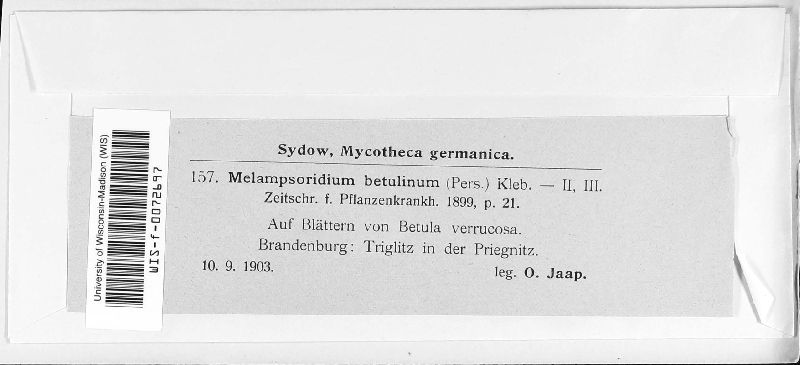 Sydow, Mycotheca germanica.
157. Melampsoridium betulinum (Pers.) Kleb. — II, III.
Zeitschr. f. Pflanzenkrankh. 1899, p. 21.
Auf Blättern von Betula verrucosa.
Brandenburg: Triglitz in der Priegnitz.
10. 9. 1903. leg. O. Jaap.
University of Wisconsin-Madison (WIS)
WIS-f-0072697